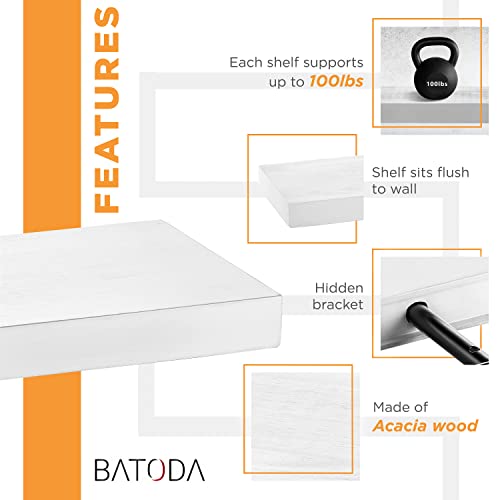 FEATURES
Each shelf supports
up to 100lbs
100lbs
Shelf sits flush
to wall
Hidden
bracket
Made of
Acacia wood
BATODA